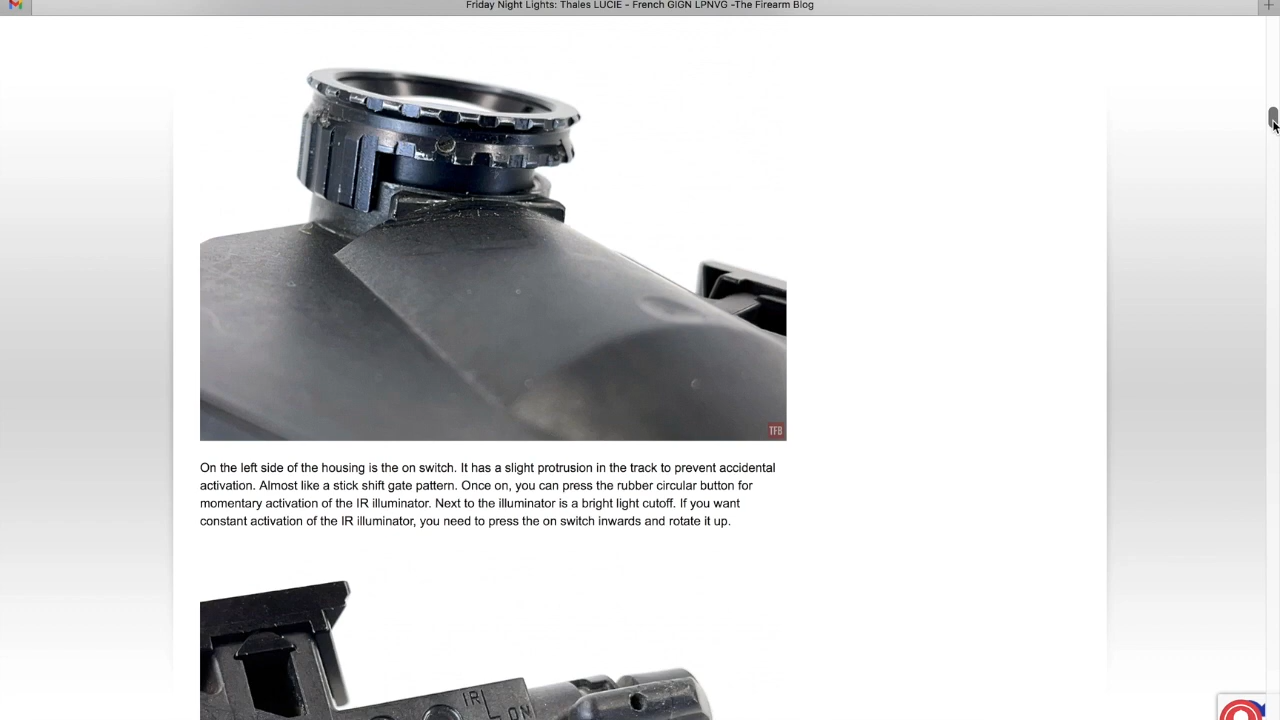 Friday Night Lights: Thales LUCIE - French GIGN LPNVG -The Firearm Blog
TFB
On the left side of the housing is the on switch. It has a slight protrusion in the track to prevent accidental
activation. Almost like a stick shift gate pattern. Once on, you can press the rubber circular button for
momentary activation of the IR illuminator. Next to the illuminator is a bright light cutoff. If you want
constant activation of the IR illuminator, you need to press the on switch inwards and rotate it up.
IR
ON